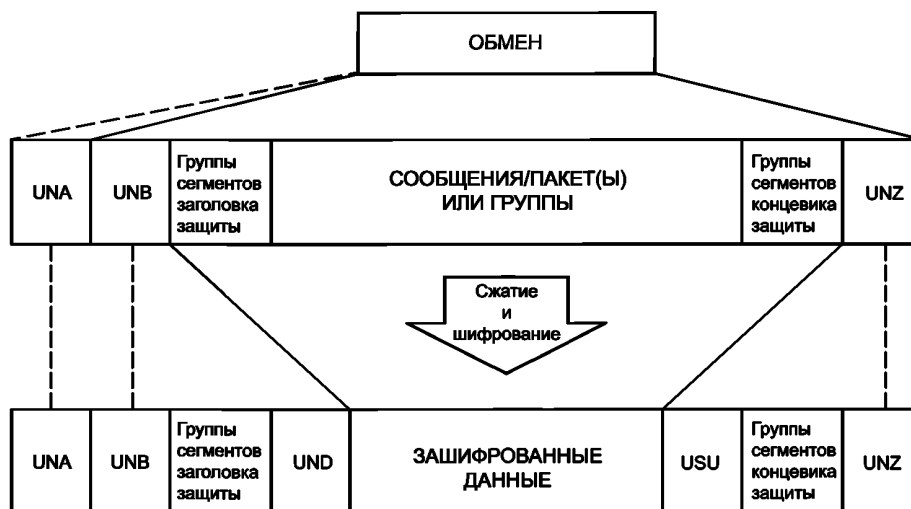 ОБМЕН
UNA
UNB
Группы
сегментов
заголовка
защиты
СООБЩЕНИЯ/ПАКЕТ(Ы)
ИЛИ ГРУППЫ
Группы
сегментов
концевика
защиты
UNZ
Сжатие
и
шифрование
UNA
UNB
Группы
сегментов
заголовка
защиты
UND
ЗАШИФРОВАННЫЕ
ДАННЫЕ
USU
Группы
сегментов
концевика
защиты
UNZ